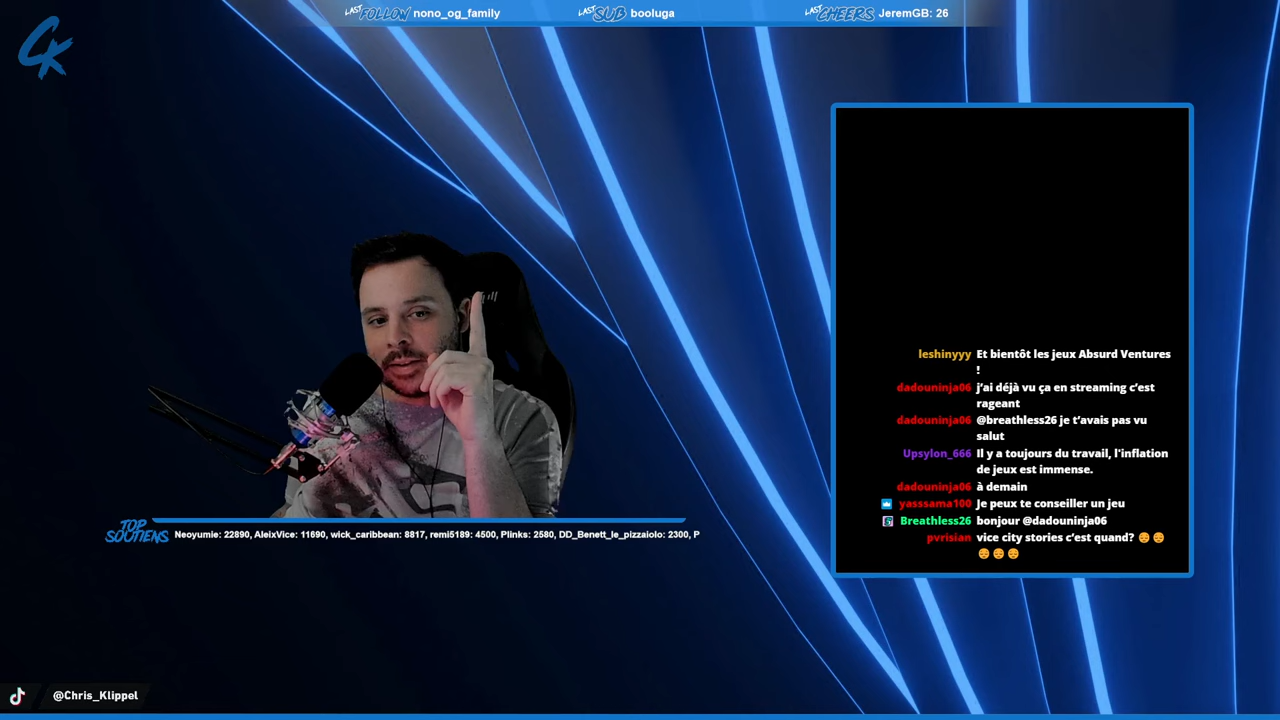 LAST FOLLOW nono_og_family LAST SUB booluga LAST CHEERS JeremGB: 26
CK
leshinyyy Et bientôt les jeux Absurd Ventures
!
dadouninja06 j'ai déjà vu ça en streaming c'est
rageant
dadouninja06 @breathless26 je t'avais pas vu
salut
Upsylon_666 Il y a toujours du travail, l'inflation
de jeux est immense.
dadouninja06 à demain
yasssama100 Je peux te conseiller un jeu
Breathless26 bonjour @dadouninja06
pvrisian vice city stories c'est quand? 😔😔
😔😔😔
TOP
SOUTIENS Neoyumie: 22890, AleixVice: 11690, wick_caribbean: 8817, remi5189: 4500, Plinks: 2580, DD_Benett_le_pizzaiolo: 2300, P
@Chris_Klippel